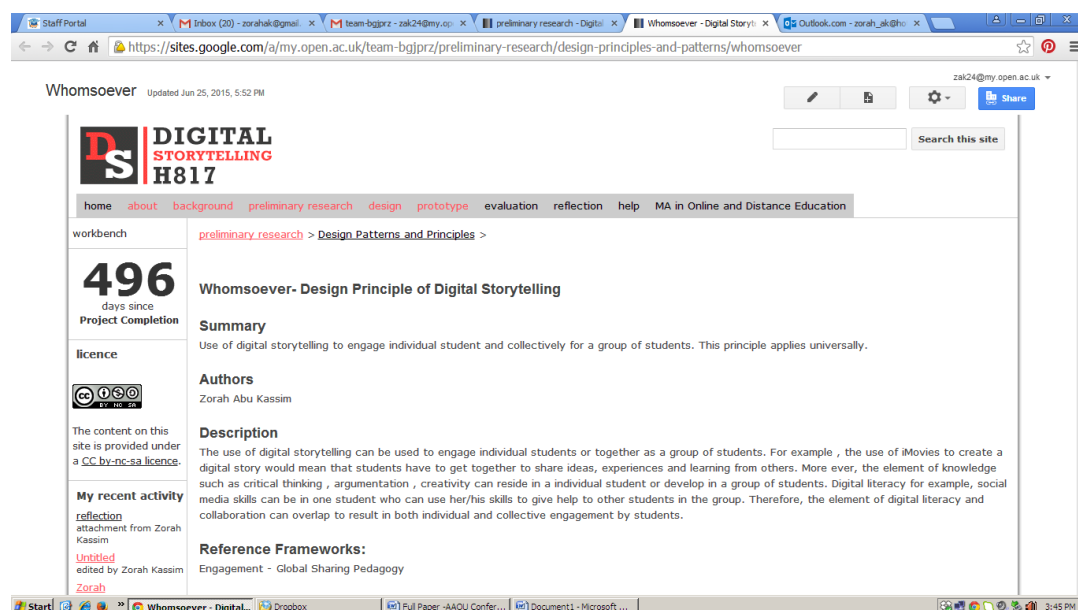 Staff Portal
M Inbox (20) - zorahak@gmail.
team-bgjprz - zak24@my.op
preliminary research - Digital
Whomsoever - Digital Storyt
Outlook.com - zorah_ak@ho
https://sites.google.com/a/my.open.ac.uk/team-bgjprz/preliminary-research/design-principles-and-patterns/whomsoever
zak24@my.open.ac.uk
Whomsoever Updated Jun 25, 2015, 5:52 PM
Share
DS
DIGITAL
STORYTELLING
H817
Search this site
home about background preliminary research design prototype evaluation reflection help MA in Online and Distance Education
workbench
496
days since
Project Completion
licence
cc
BY NC SA
The content on this
site is provided under
a CC by-nc-sa licence.
My recent activity
reflection
attachment from Zorah
Kassim
Untitled
edited by Zorah Kassim
Zorah
preliminary research > Design Patterns and Principles >
Whomsoever- Design Principle of Digital Storytelling
Summary
Use of digital storytelling to engage individual student and collectively for a group of students. This principle applies universally.
Authors
Zorah Abu Kassim
Description
The use of digital storytelling can be used to engage individual students or together as a group of students. For example , the use of iMovies to create a
digital story would mean that students have to get together to share ideas, experiences and learning from others. More ever, the element of knowledge
such as critical thinking , argumentation , creativity can reside in a individual student or develop in a group of students. Digital literacy for example, social
media skills can be in one student who can use her/his skills to give help to other students in the group. Therefore, the element of digital literacy and
collaboration can overlap to result in both individual and collective engagement by students.
Reference Frameworks:
Engagement - Global Sharing Pedagogy
Start
Whomsoever - Digital...
Dropbox
Full Paper -AAOU Confer...
Document1 - Microsoft ...
3:45 PM